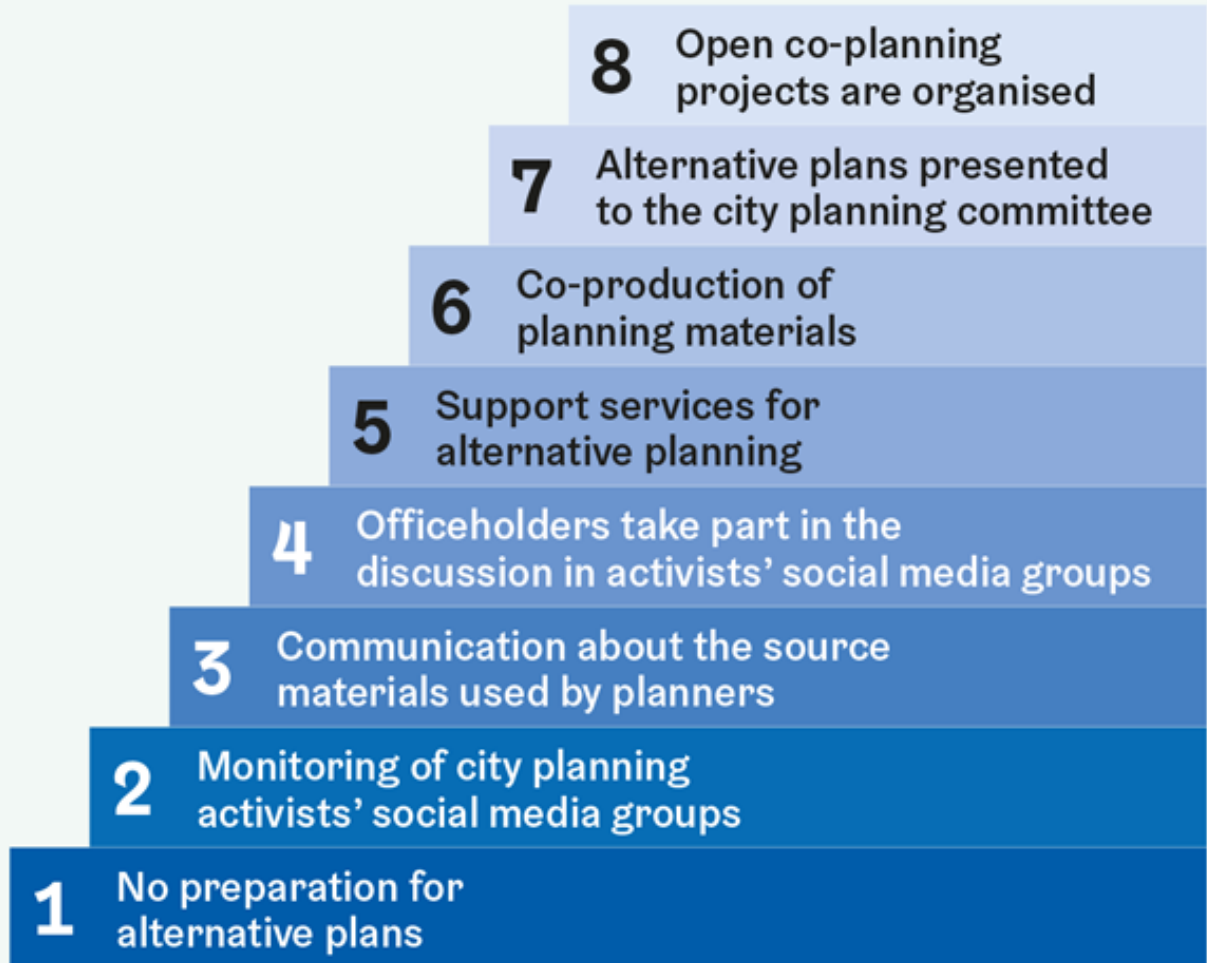 8 Open co-planning
projects are organised
7 Alternative plans presented
to the city planning committee
6 Co-production of
planning materials
5 Support services for
alternative planning
4 Officeholders take part in the
discussion in activists’ social media groups
3 Communication about the source
materials used by planners
2 Monitoring of city planning
activists’ social media groups
1 No preparation for
alternative plans